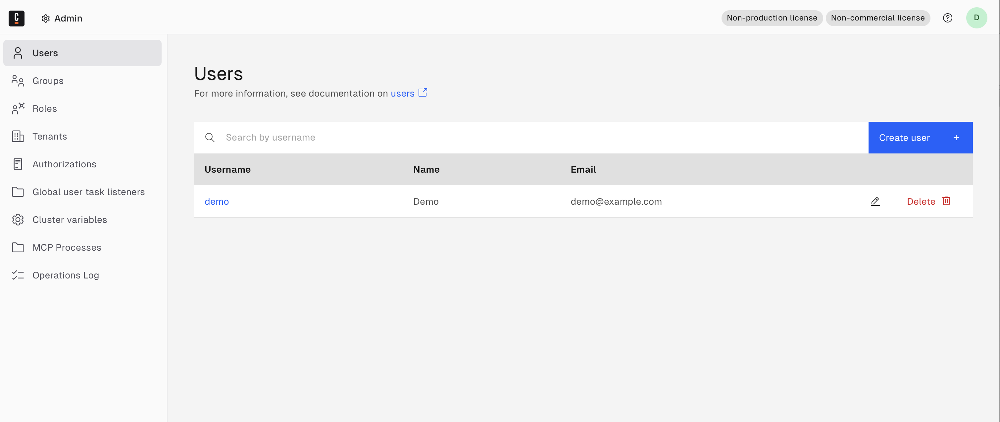 C
Admin
Non-production license
Non-commercial license
D
Users
Groups
Roles
Tenants
Authorizations
Global user task listeners
Cluster variables
MCP Processes
Operations Log
Users
For more information, see documentation on users
Search by username
Create user +
Username Name Email
demo Demo demo@example.com Delete